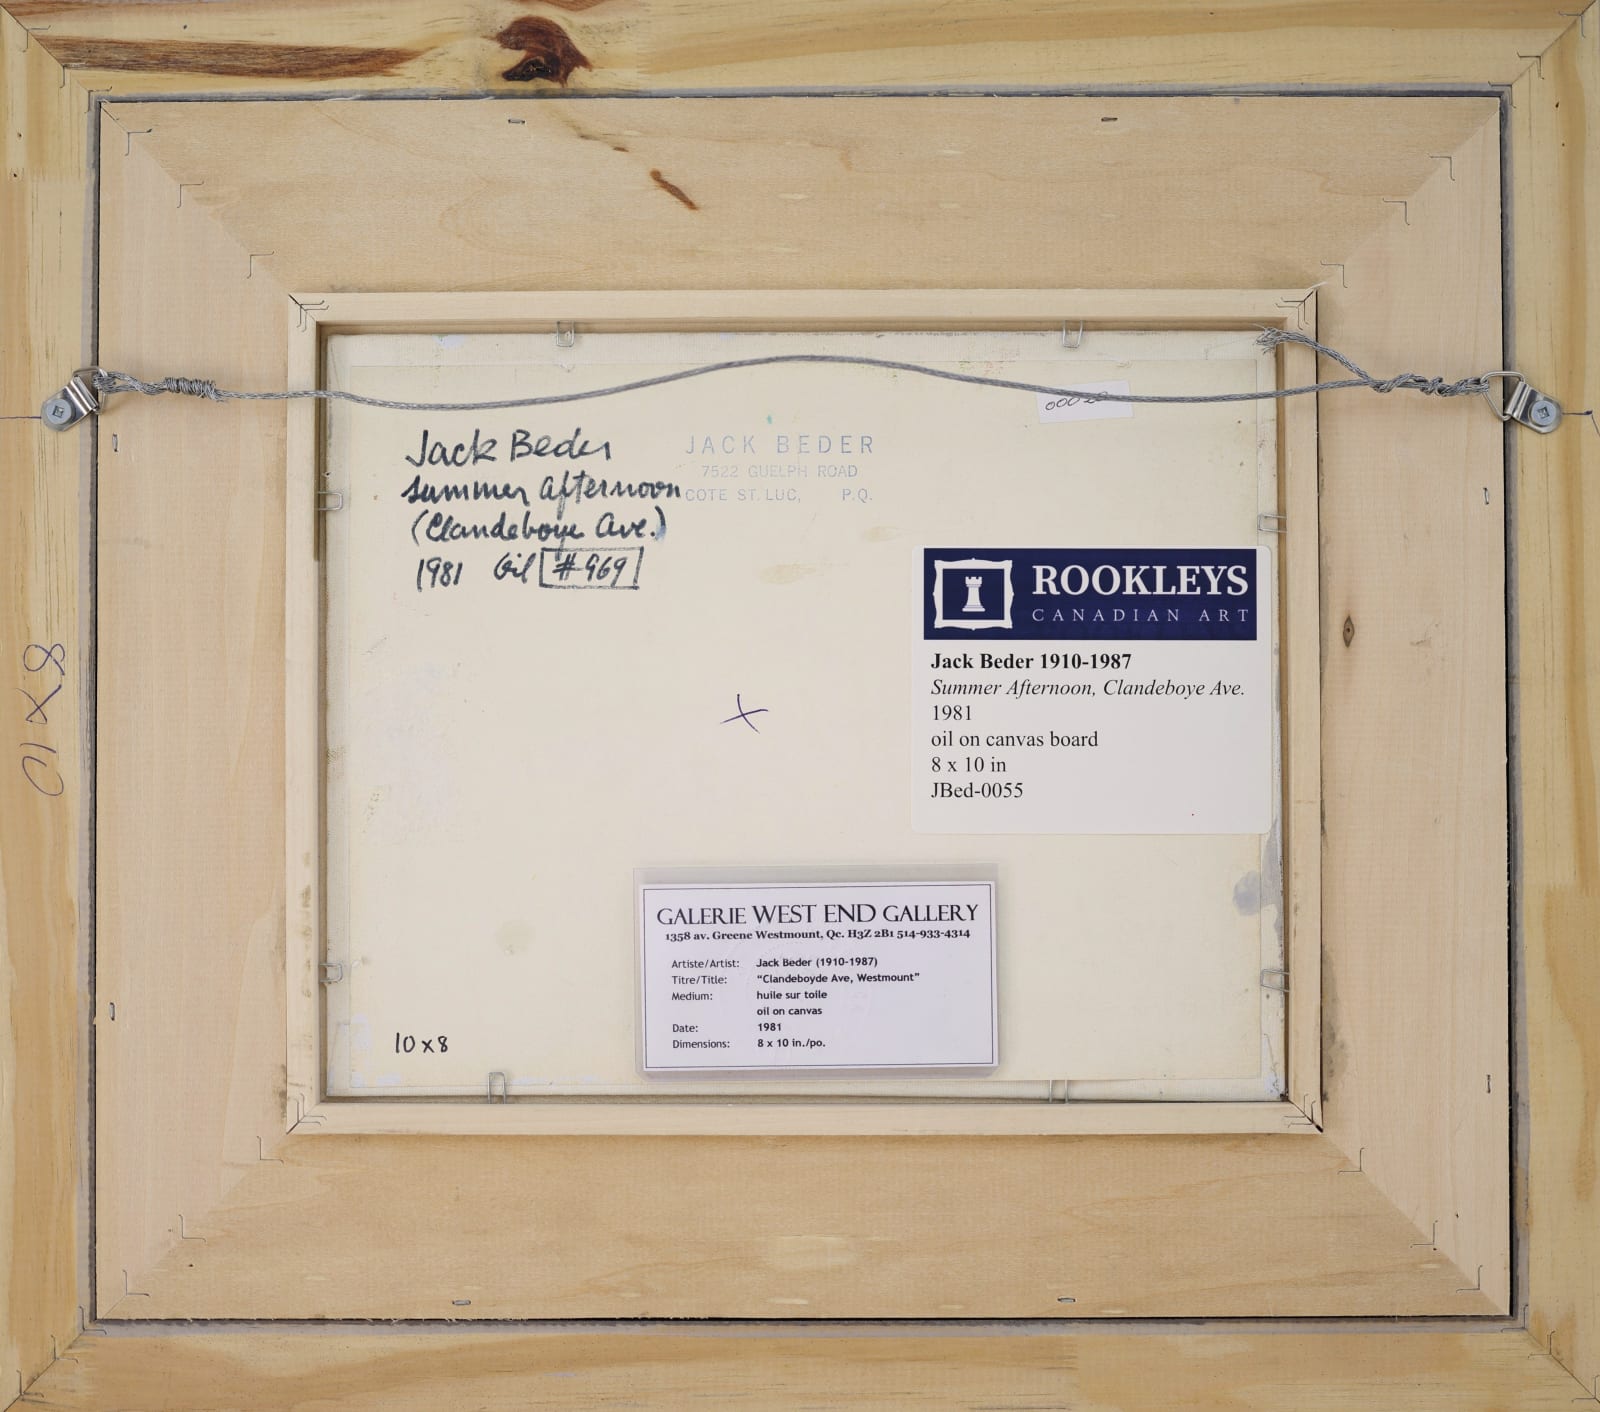 Jack Beder
Summer Afternoon
(Clandeboye Ave.)
1981 Oil #969
JACK BEDER
7522 GUELPH ROAD
COTE ST. LUC, P.Q.
ROOKLEYS
CANADIAN ART
Jack Beder 1910-1987
Summer Afternoon, Clandeboye Ave.
1981
oil on canvas board
8 x 10 in
JBed-0055
8X10
GALERIE WEST END GALLERY
1358 av. Greene Westmount, Qc. H3Z 2B1 514-933-4314
Artiste/Artist: Jack Beder (1910-1987)
Titre/Title: "Clandeboyde Ave, Westmount"
Medium: huile sur toile
oil on canvas
Date: 1981
Dimensions: 8 x 10 in./po.
10 x 8